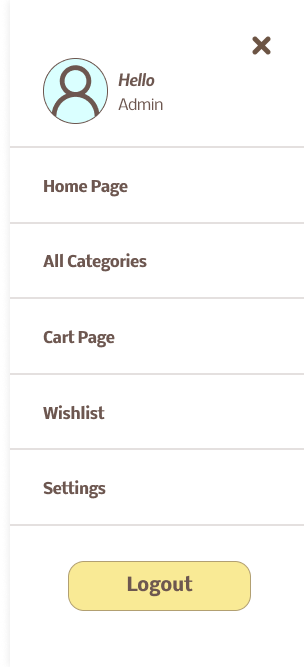 Hello
Admin
Home Page
All Categories
Cart Page
Wishlist
Settings
Logout